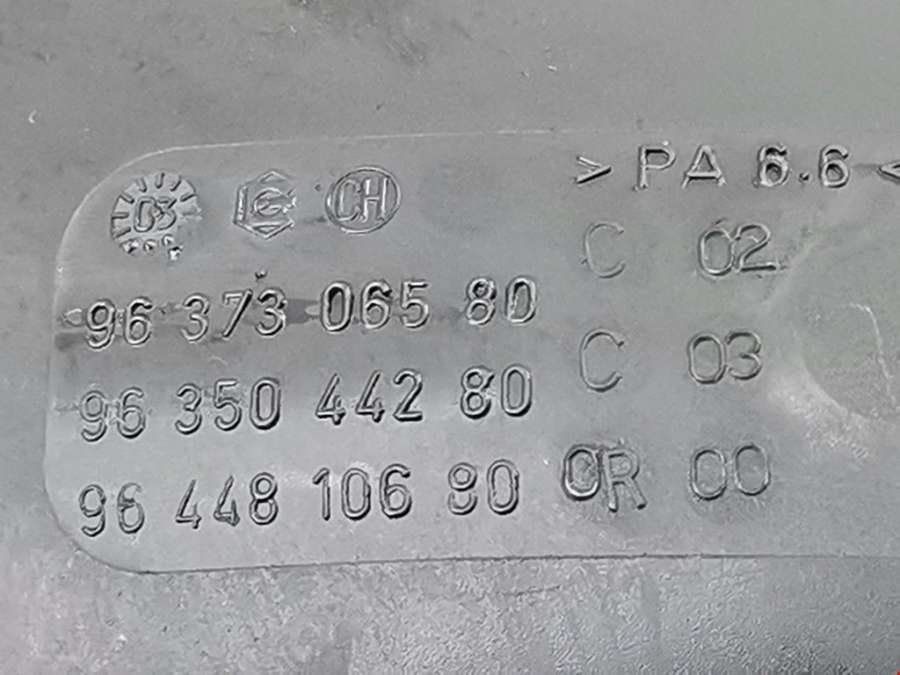 03 CH > PA 6.6 <
96 373 065 80 C 02
96 350 442 80 C 03
96 448 106 80 OR 00